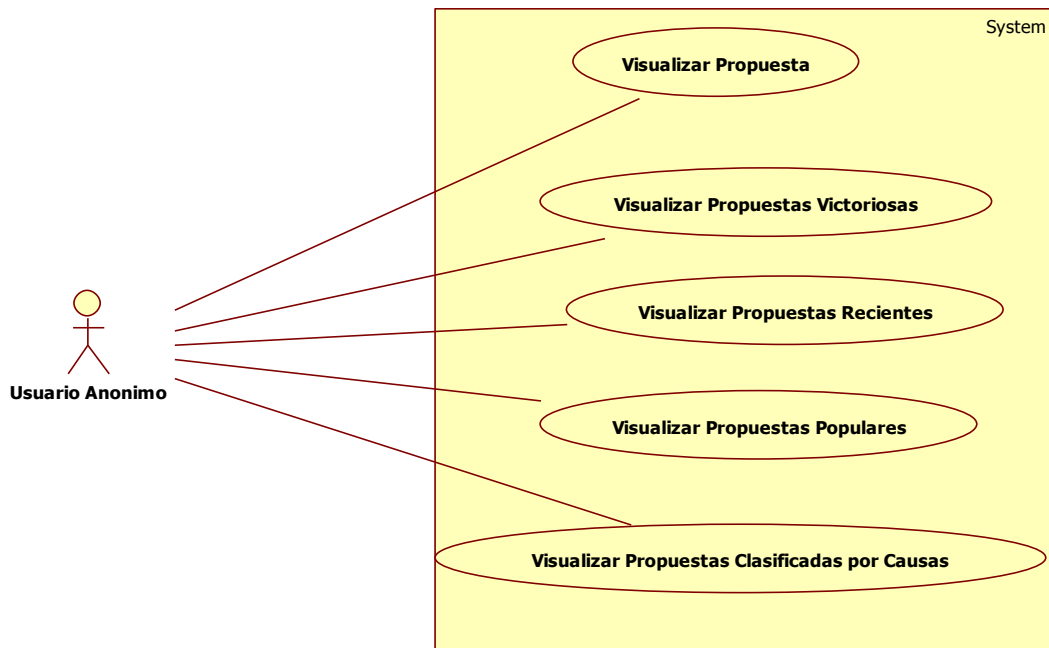 System
Visualizar Propuesta
Visualizar Propuestas Victoriosas
Visualizar Propuestas Recientes
Usuario Anonimo
Visualizar Propuestas Populares
Visualizar Propuestas Clasificadas por Causas